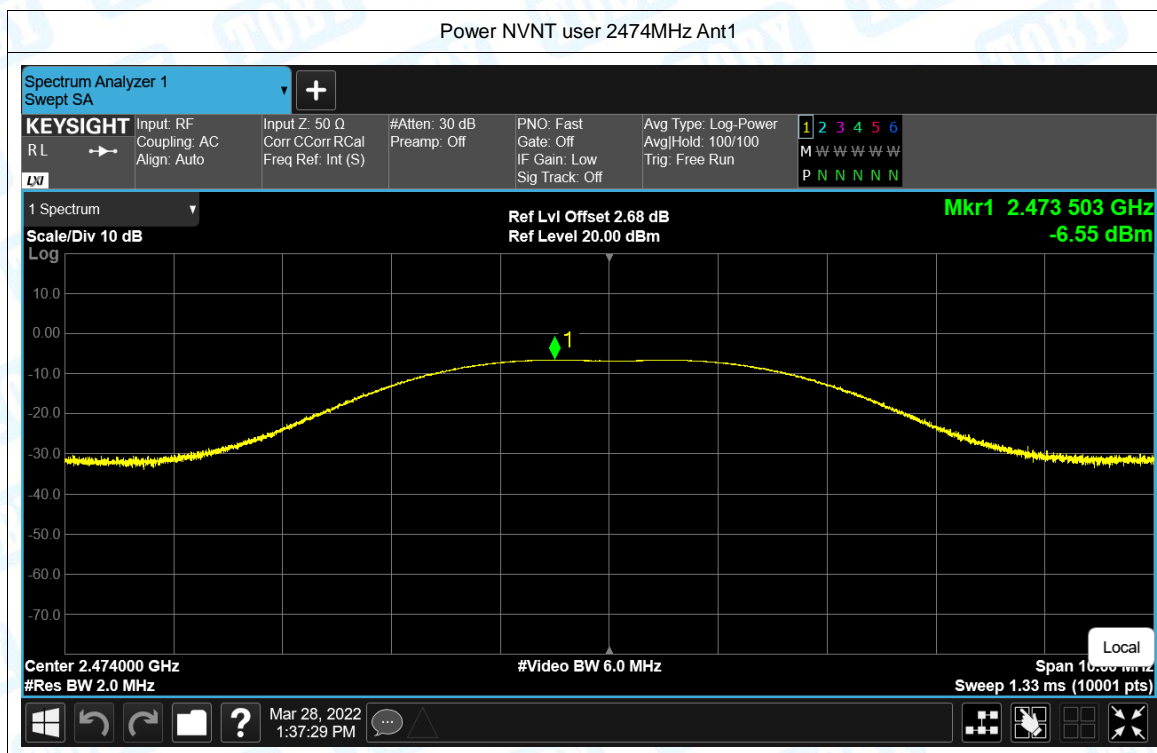 Power NVNT user 2474MHz Ant1
Spectrum Analyzer 1
Swept SA
KEYSIGHT
RL
LXI
Input: RF
Coupling: AC
Align: Auto
Input Z: 50 Ω
Corr CCorr RCal
Freq Ref: Int (S)
#Atten: 30 dB
Preamp: Off
PNO: Fast
Gate: Off
IF Gain: Low
Sig Track: Off
Avg Type: Log-Power
Avg|Hold: 100/100
Trig: Free Run
1 2 3 4 5 6
M W W W W W
P N N N N N
1 Spectrum
Scale/Div 10 dB
Ref Lvl Offset 2.68 dB
Ref Level 20.00 dBm
Mkr1 2.473 503 GHz
-6.55 dBm
Log
10.0
0.00
-10.0
-20.0
-30.0
-40.0
-50.0
-60.0
-70.0
1
Local
Center 2.474000 GHz
#Video BW 6.0 MHz
Span 10.00 MHz
#Res BW 2.0 MHz
Sweep 1.33 ms (10001 pts)
?
Mar 28, 2022
1:37:29 PM
TOBY